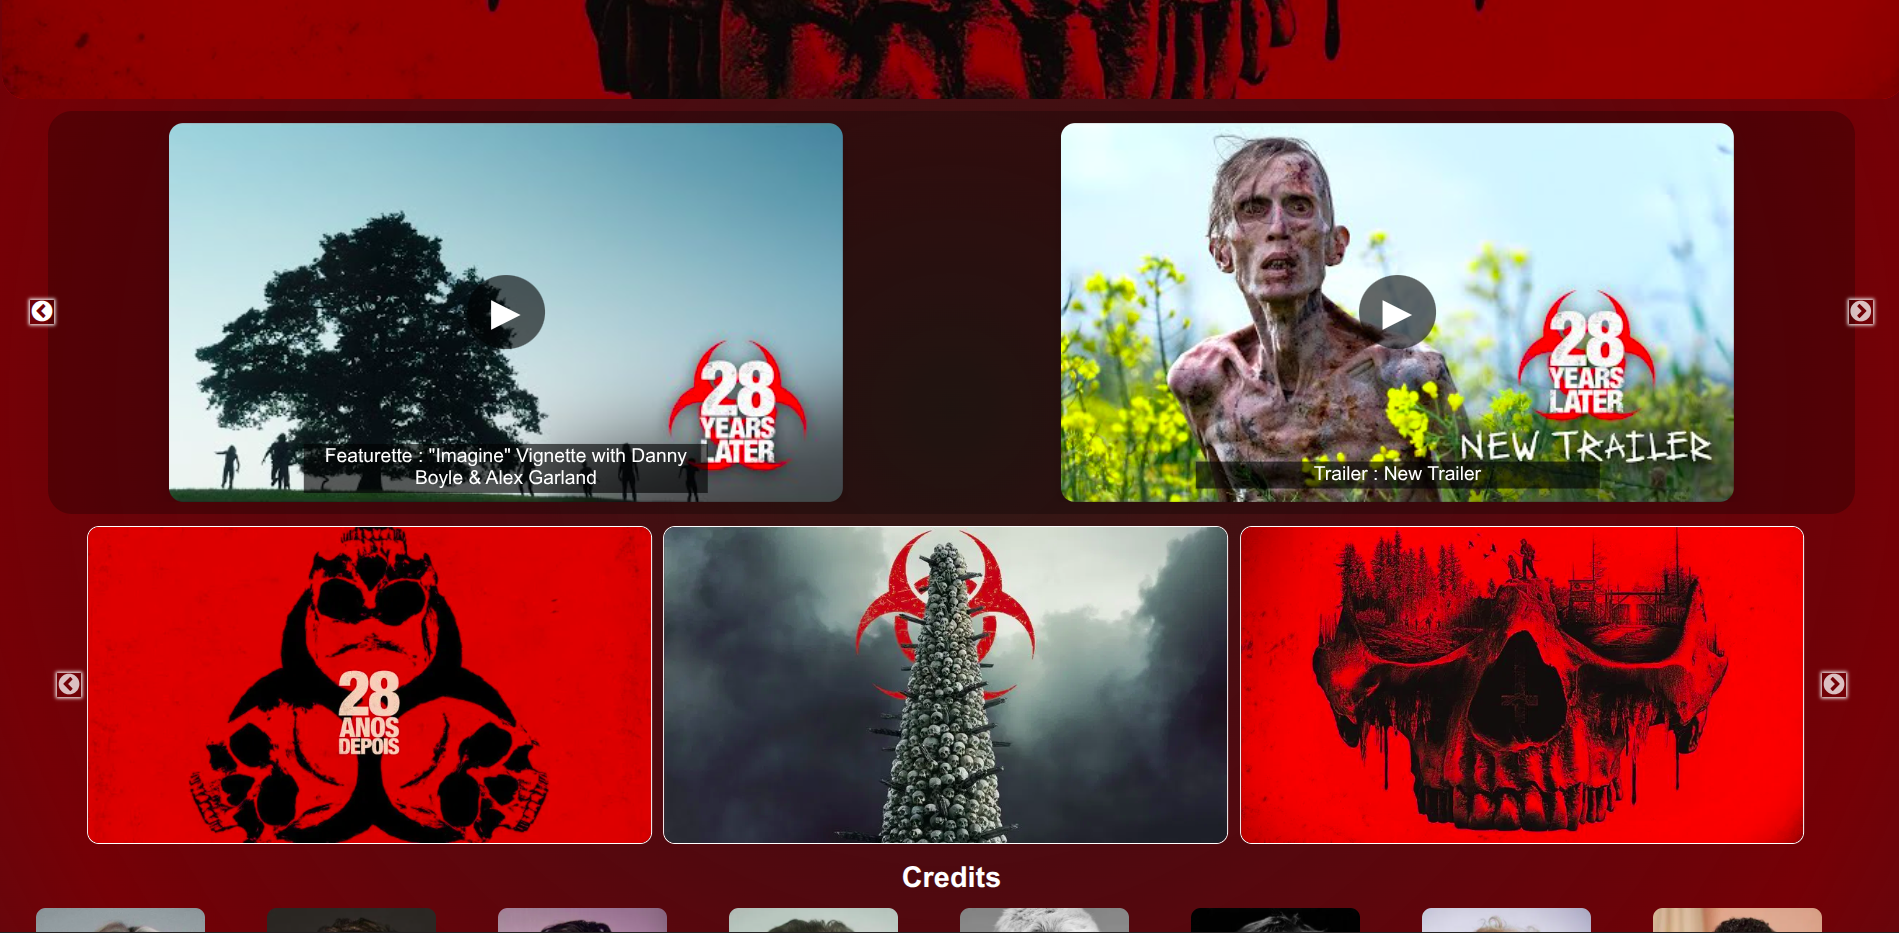 28
YEARS
LATER
Featurette : "Imagine" Vignette with Danny
Boyle & Alex Garland
28
YEARS
LATER
NEW TRAILER
Trailer : New Trailer
28
ANOS
DEPOIS
Credits